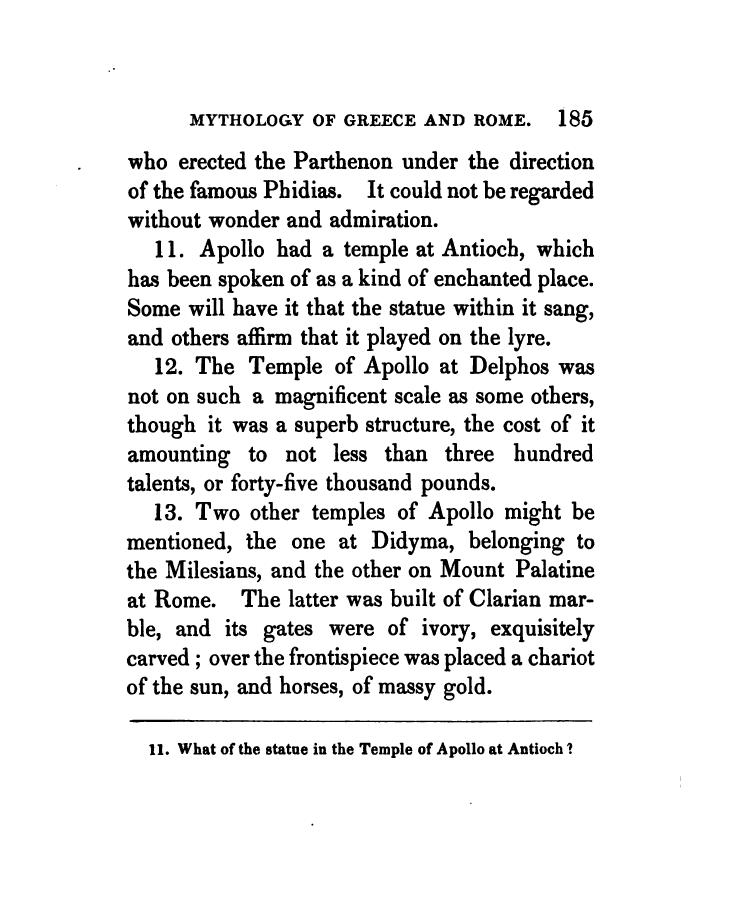 MYTHOLOGY OF GREECE AND ROME. 185
who erected the Parthenon under the direction
of the famous Phidias. It could not be regarded
without wonder and admiration.
11. Apollo had a temple at Antioch, which
has been spoken of as a kind of enchanted place.
Some will have it that the statue within it sang,
and others affirm that it played on the lyre.
12. The Temple of Apollo at Delphos was
not on such a magnificent scale as some others,
though it was a superb structure, the cost of it
amounting to not less than three hundred
talents, or forty-five thousand pounds.
13. Two other temples of Apollo might be
mentioned, the one at Didyma, belonging to
the Milesians, and the other on Mount Palatine
at Rome. The latter was built of Clarian mar-
ble, and its gates were of ivory, exquisitely
carved ; over the frontispiece was placed a chariot
of the sun, and horses, of massy gold.
11. What of the statue in the Temple of Apollo at Antioch ?